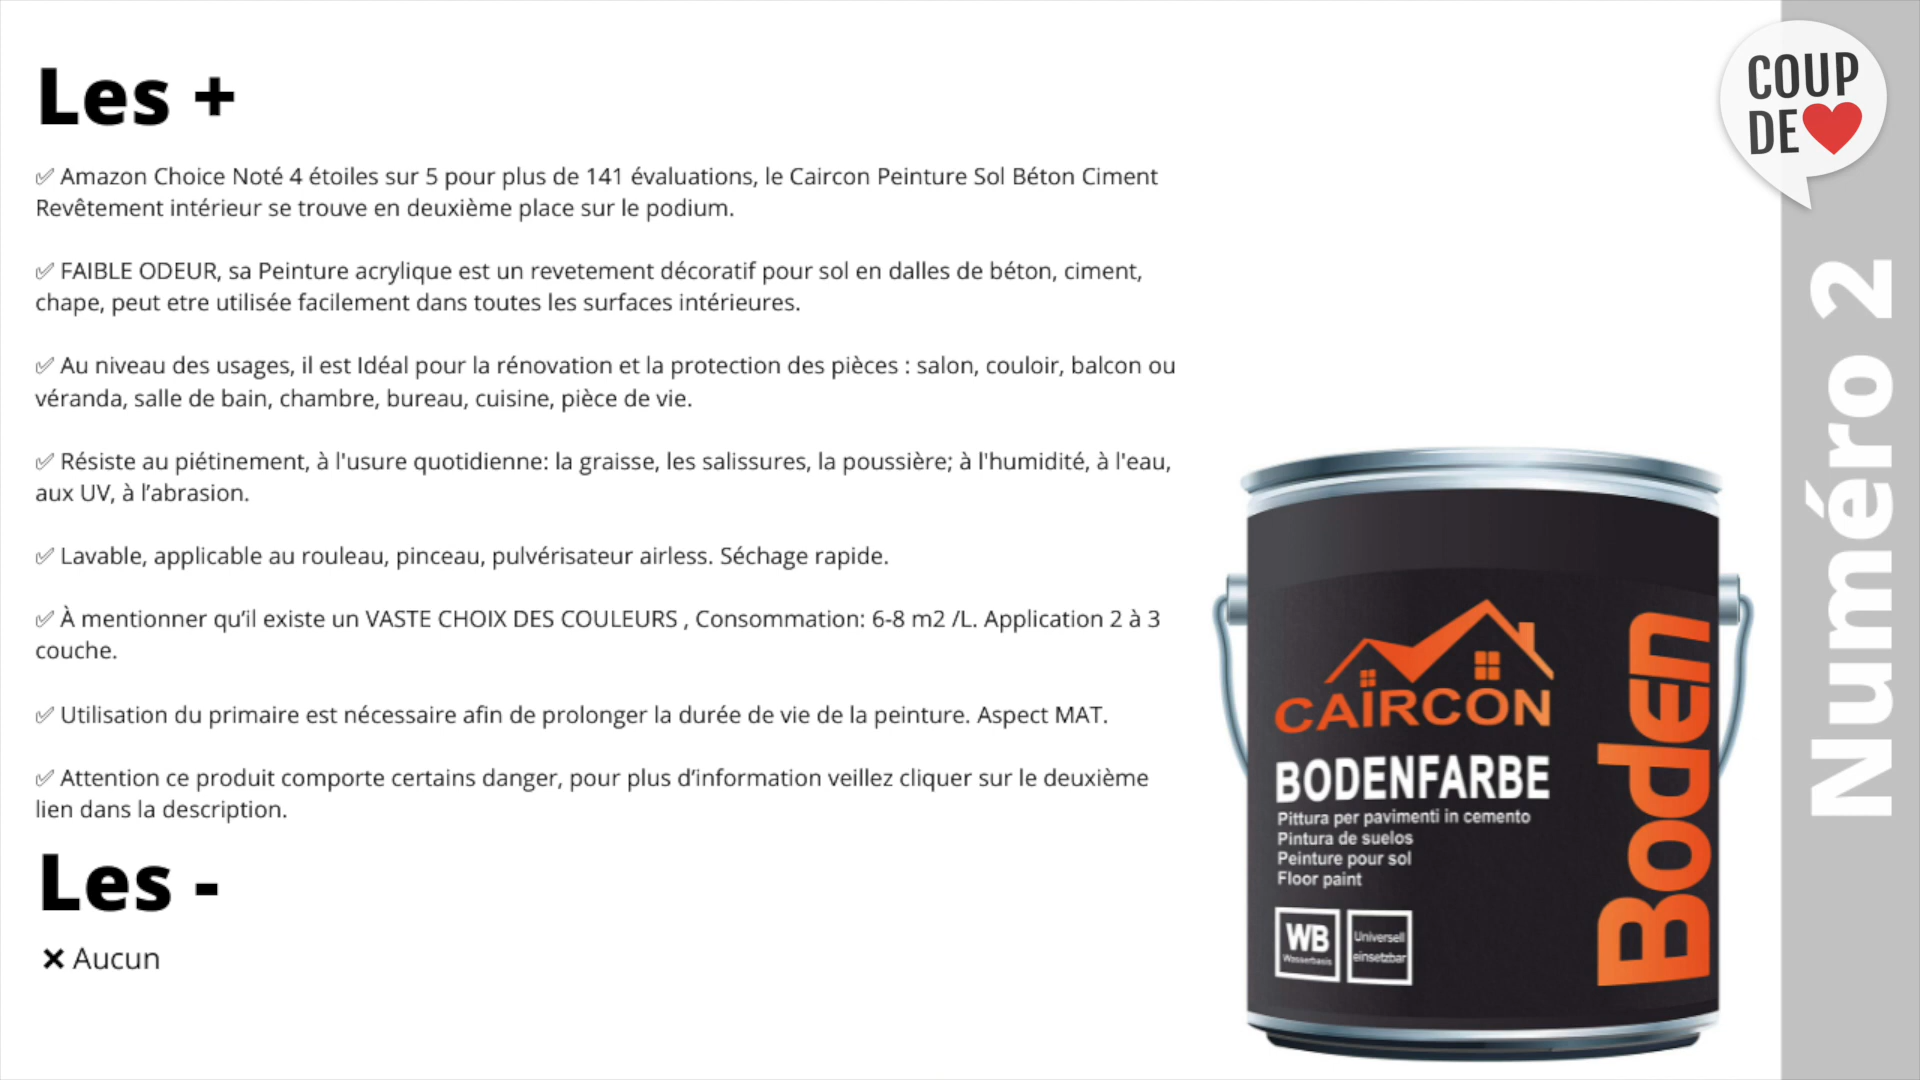 Les +
✅ Amazon Choice Noté 4 étoiles sur 5 pour plus de 141 évaluations, le Caircon Peinture Sol Béton Ciment
Revêtement intérieur se trouve en deuxième place sur le podium.
✅ FAIBLE ODEUR, sa Peinture acrylique est un revetement décoratif pour sol en dalles de béton, ciment,
chape, peut etre utilisée facilement dans toutes les surfaces intérieures.
✅ Au niveau des usages, il est Idéal pour la rénovation et la protection des pièces : salon, couloir, balcon ou
véranda, salle de bain, chambre, bureau, cuisine, pièce de vie.
✅ Résiste au piétinement, à l'usure quotidienne: la graisse, les salissures, la poussière; à l'humidité, à l'eau,
aux UV, à l’abrasion.
✅ Lavable, applicable au rouleau, pinceau, pulvérisateur airless. Séchage rapide.
✅ À mentionner qu’il existe un VASTE CHOIX DES COULEURS , Consommation: 6-8 m2 /L. Application 2 à 3
couche.
✅ Utilisation du primaire est nécessaire afin de prolonger la durée de vie de la peinture. Aspect MAT.
✅ Attention ce produit comporte certains danger, pour plus d’information veillez cliquer sur le deuxième
lien dans la description.
Les -
❌ Aucun
CAIRCON
BODENFARBE
Pittura per pavimenti in cemento
Pintura de suelos
Peinture pour sol
Floor paint
WB
Wasserbasis
Universell
einsetzbar
Boden
COUP
DE
Numéro 2